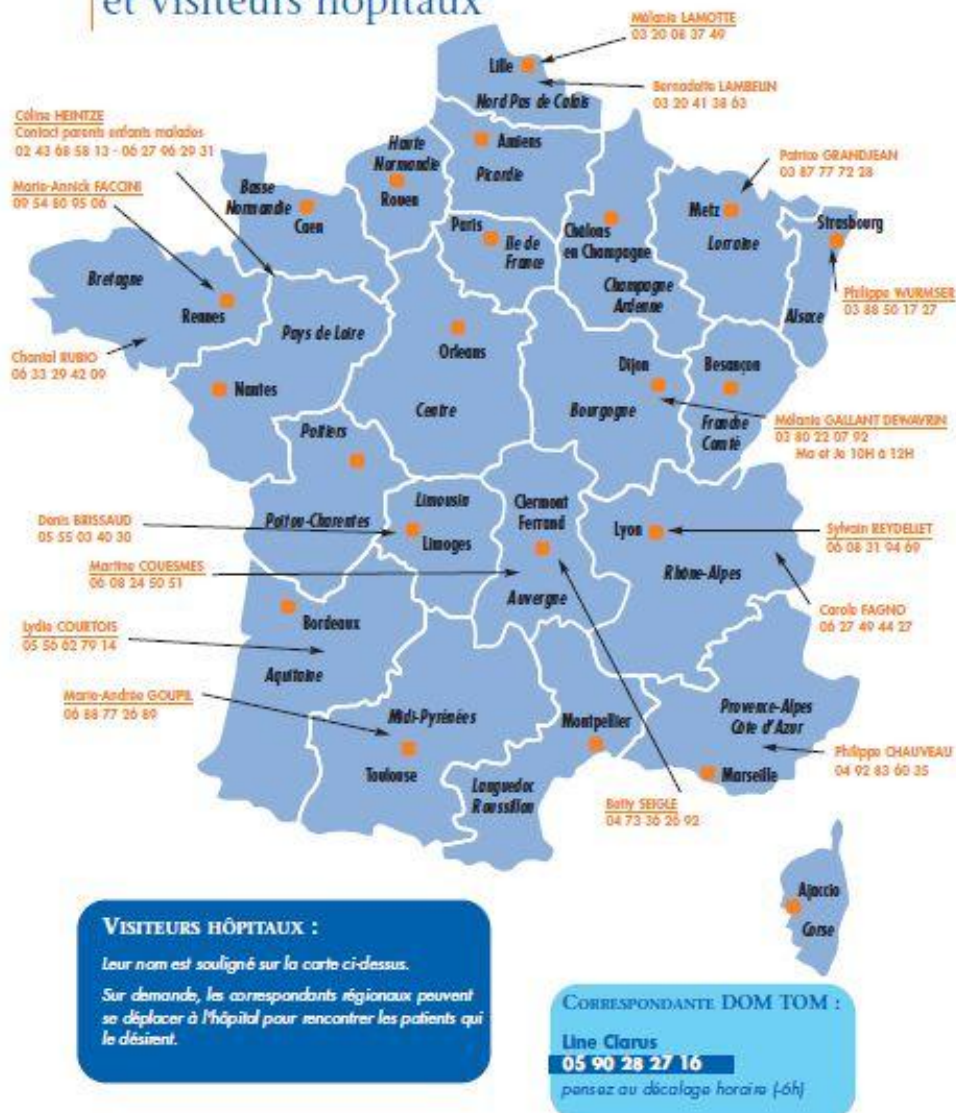 et visiteurs hôpitaux
Mélanie LAMOTTE
03 20 08 37 49
Lille
Bernadette LAMBELIN
03 20 41 38 63
Nord Pas de Calais
Céline HEINTZE
Contact parents enfants malades
02 43 68 58 13 - 06 27 96 29 31
Haute
Normandie
Rouen
Amiens
Picardie
Patrice GRANDJEAN
03 87 77 72 28
Marie-Annick FACCINI
09 54 80 95 06
Basse
Normandie
Caen
Paris
Ile de
France
Châlons
en Champagne
Champagne
Ardenne
Metz
Lorraine
Strasbourg
Alsace
Philippe WURMSER
03 88 50 17 27
Bretagne
Rennes
Pays de Loire
Chantal RUBIO
06 33 29 42 09
Nantes
Orleans
Centre
Dijon
Bourgogne
Besançon
Franche
Comté
Mélanie GALLANT DEWAVRIN
03 80 22 07 92
Ma et Je 10H à 12H
Poitiers
Poitou-Charentes
Denis BRISSAUD
05 55 03 40 30
Limousin
Limoges
Clermont
Ferrand
Auvergne
Lyon
Rhône-Alpes
Sylvain REYDELLET
06 08 31 94 69
Martine COUESMES
06 08 24 50 51
Carole FAGNO
06 27 49 44 27
Lydie COURTOIS
05 56 62 79 14
Bordeaux
Aquitaine
Marie-Andrée GOUPIL
06 88 77 26 89
Midi-Pyrénées
Toulouse
Montpellier
Languedoc
Roussillon
Provence-Alpes
Côte d'Azur
Marseille
Philippe CHAUVEAU
04 92 83 60 35
Betty SEIGLE
04 73 36 26 92
Ajaccio
Corse
VISITEURS HÔPITAUX :
Leur nom est souligné sur la carte ci-dessus.
Sur demande, les correspondants régionaux peuvent
se déplacer à l'hôpital pour rencontrer les patients qui
le désirent.
CORRESPONDANTE DOM TOM :
Line Clarus
05 90 28 27 16
pensez au décalage horaire (-6h)